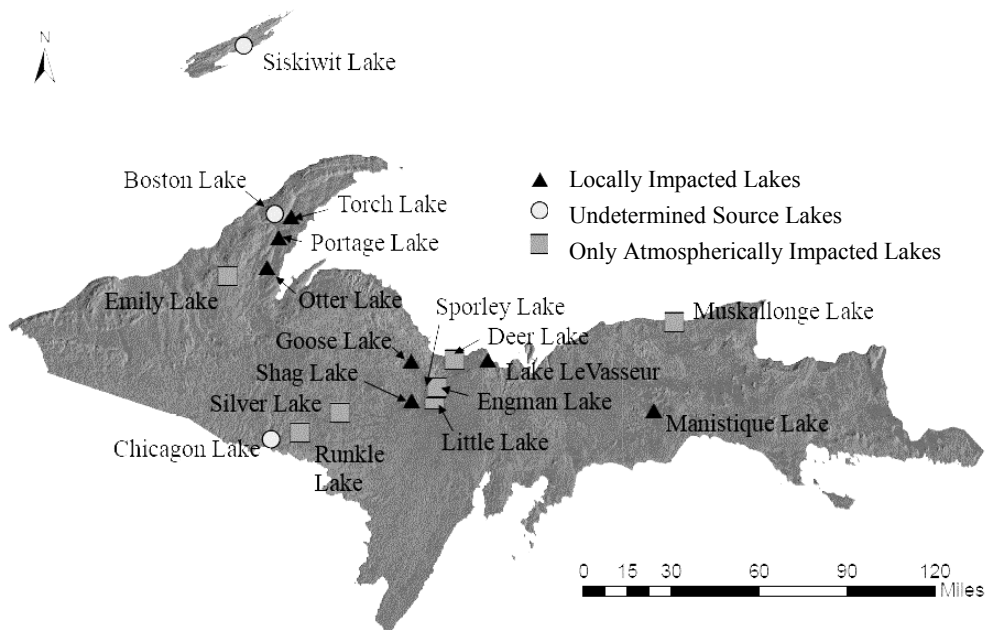 N
Siskiwit Lake
Boston Lake
Torch Lake
Portage Lake
Locally Impacted Lakes
Undetermined Source Lakes
Only Atmospherically Impacted Lakes
Emily Lake
Otter Lake
Sporley Lake
Muskallonge Lake
Goose Lake
Deer Lake
Shag Lake
Lake LeVasseur
Silver Lake
Engman Lake
Manistique Lake
Chicagon Lake
Little Lake
Runkle
Lake
0 15 30 60 90 120
Miles